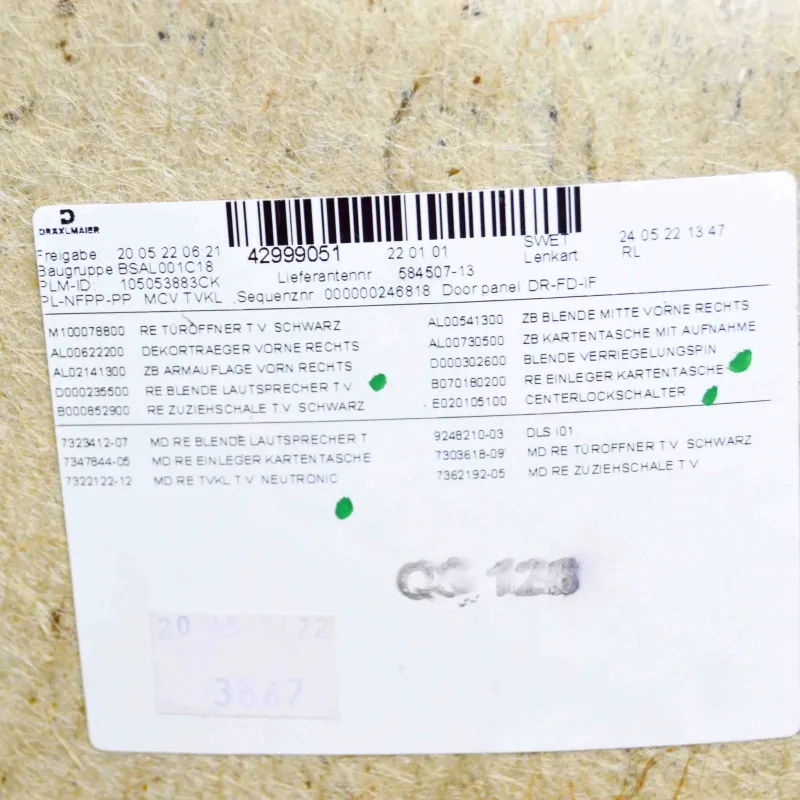 DRÄXLMAIER
Freigabe: 20 05 22 06:21 42999051 22 01 01 SWET 24 05 22 13 47
Baugruppe BSAL001C18 Lieferantennr 584507-13 Lenkart RL
PLM-ID: 105053883CK
PL-NFPP-PP MCV TVKL .Sequenznr 000000246818 Door panel DR-FD-IF
M100078800 RE TÜRÖFFNER T V SCHWARZ AL00541300 ZB BLENDE MITTE VORNE RECHTS
AL00622200 DEKORTRAEGER VORNE RECHTS AL00730500 ZB KARTENTASCHE MIT AUFNAHME
AL02141300 ZB ARMAUFLAGE VORN RECHTS D000302600 BLENDE VERRIEGELUNGSPIN
D000235500 RE BLENDE LAUTSPRECHER T V B070180200 RE EINLEGER KARTENTASCHE
B000852900 RE ZUZIEHSCHALE T V SCHWARZ E020105100 CENTERLOCKSCHALTER
7323412-07 MD RE BLENDE LAUTSPRECHER T 9248210-03 DLS I01
7347844-05 MD RE EINLEGER KARTENTASCHE 7303618-09 MD RE TÜRÖFFNER T V SCHWARZ
7322122-12 MD RE TVKL T V NEUTRONIC 7362192-05 MD RE ZUZIEHSCHALE T V
128
20
3867